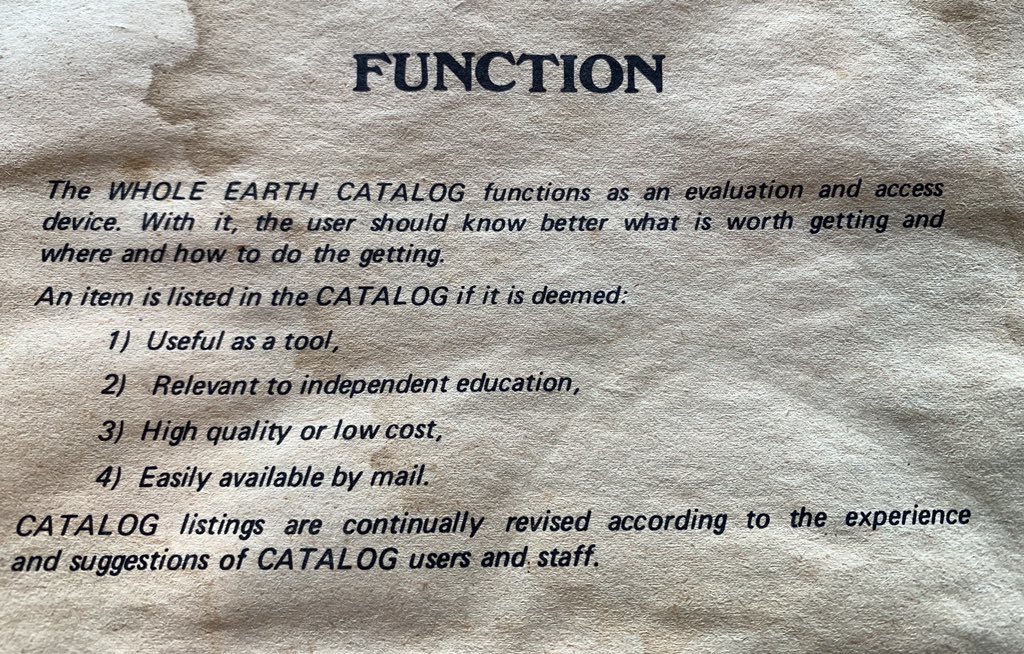 FUNCTION
The WHOLE EARTH CATALOG functions as an evaluation and access
device. With it, the user should know better what is worth getting and
where and how to do the getting.
An item is listed in the CATALOG if it is deemed:
1) Useful as a tool,
2) Relevant to independent education,
3) High quality or low cost,
4) Easily available by mail.
CATALOG listings are continually revised according to the experience
and suggestions of CATALOG users and staff.